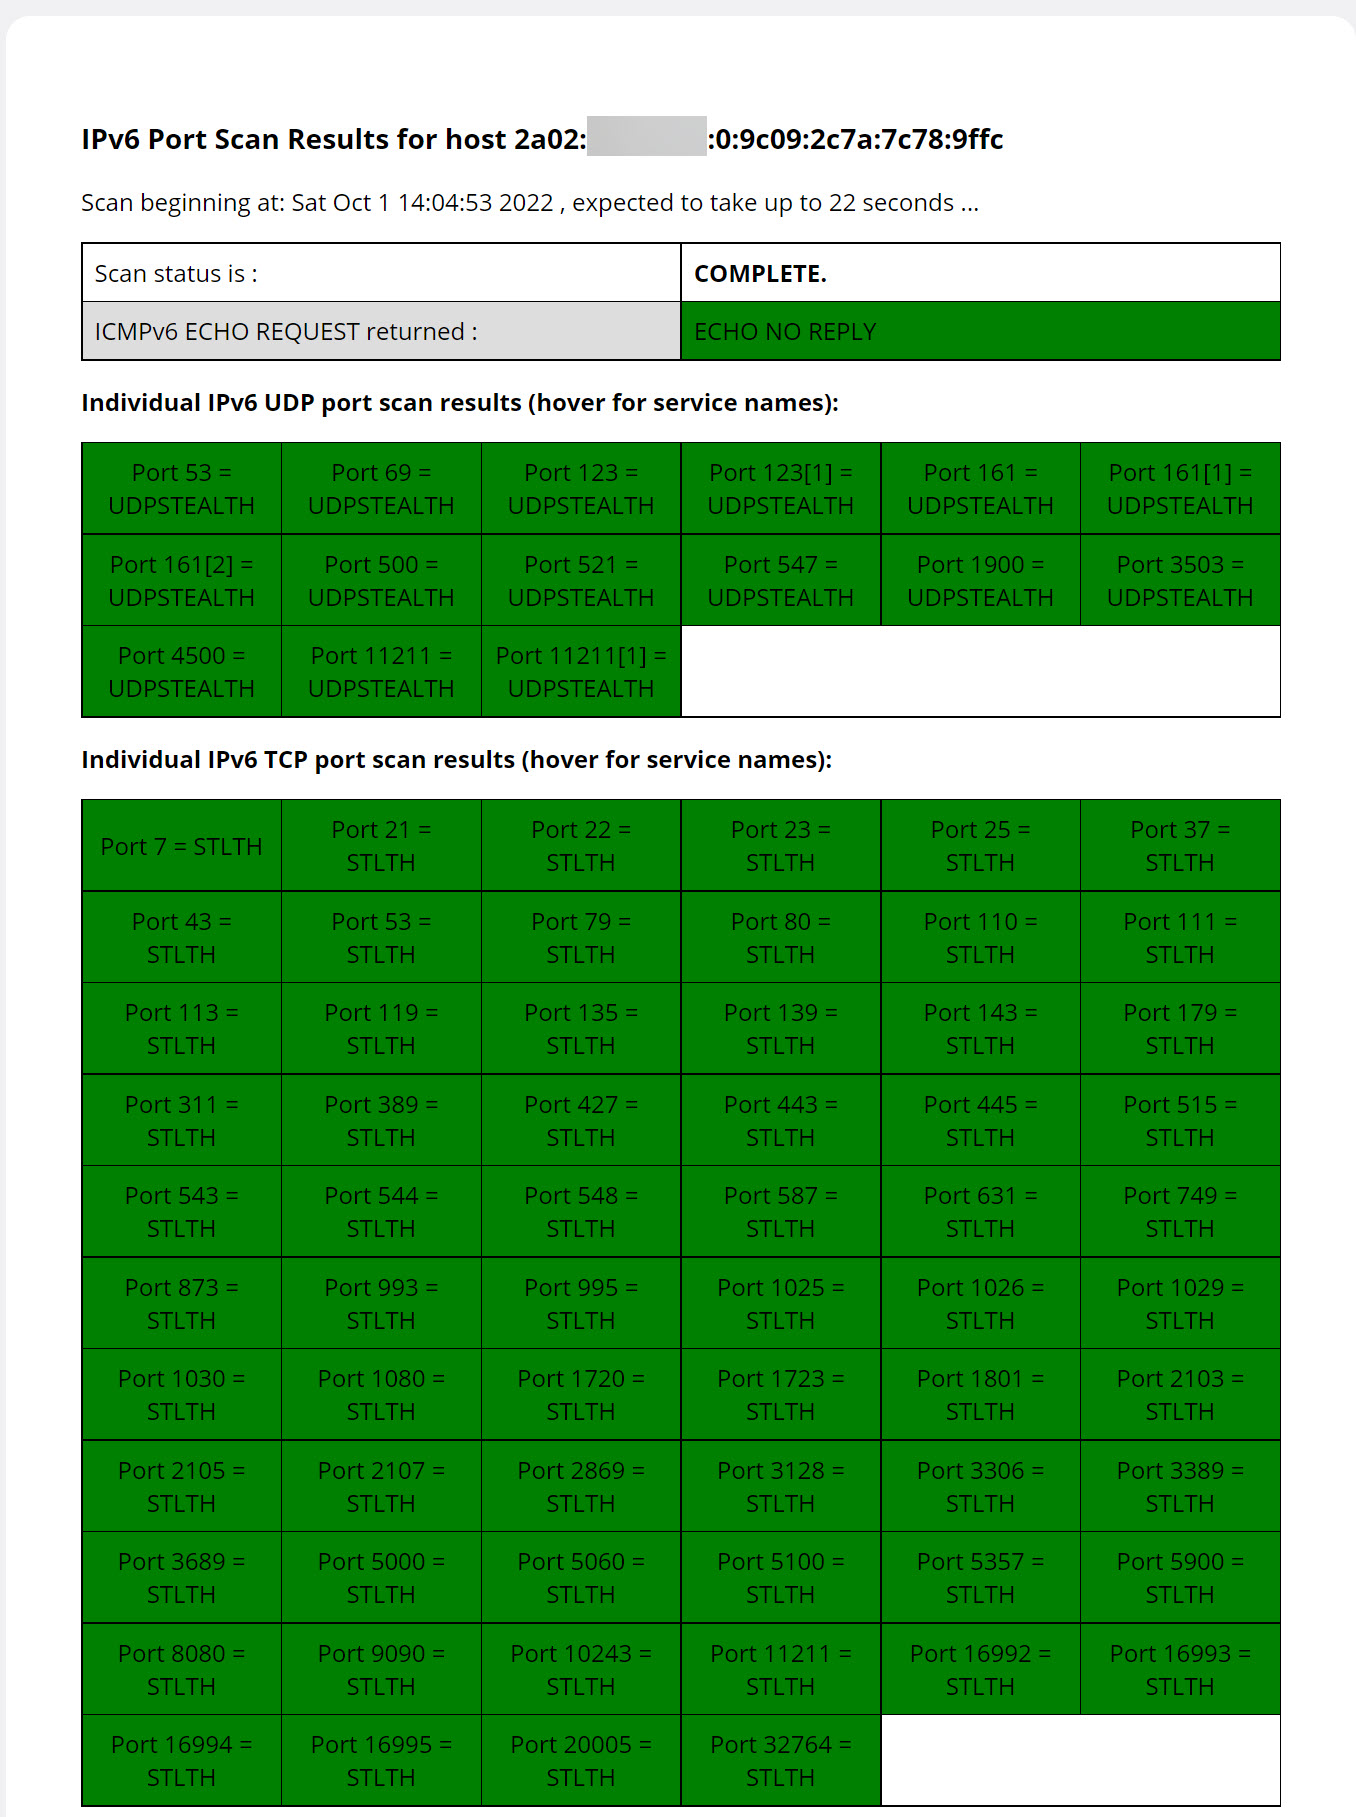 IPv6 Port Scan Results for host 2a02: :0:9c09:2c7a:7c78:9ffc
Scan beginning at: Sat Oct 1 14:04:53 2022 , expected to take up to 22 seconds ...
Scan status is : COMPLETE.
ICMPv6 ECHO REQUEST returned : ECHO NO REPLY
Individual IPv6 UDP port scan results (hover for service names):
Port 53 = Port 69 = Port 123 = Port 123[1] = Port 161 = Port 161[1] =
UDPSTEALTH UDPSTEALTH UDPSTEALTH UDPSTEALTH UDPSTEALTH UDPSTEALTH
Port 161[2] = Port 500 = Port 521 = Port 547 = Port 1900 = Port 3503 =
UDPSTEALTH UDPSTEALTH UDPSTEALTH UDPSTEALTH UDPSTEALTH UDPSTEALTH
Port 4500 = Port 11211 = Port 11211[1] =
UDPSTEALTH UDPSTEALTH UDPSTEALTH
Individual IPv6 TCP port scan results (hover for service names):
Port 7 = STLTH Port 21 = Port 22 = Port 23 = Port 25 = Port 37 =
STLTH STLTH STLTH STLTH STLTH
Port 43 = Port 53 = Port 79 = Port 80 = Port 110 = Port 111 =
STLTH STLTH STLTH STLTH STLTH STLTH
Port 113 = Port 119 = Port 135 = Port 139 = Port 143 = Port 179 =
STLTH STLTH STLTH STLTH STLTH STLTH
Port 311 = Port 389 = Port 427 = Port 443 = Port 445 = Port 515 =
STLTH STLTH STLTH STLTH STLTH STLTH
Port 543 = Port 544 = Port 548 = Port 587 = Port 631 = Port 749 =
STLTH STLTH STLTH STLTH STLTH STLTH
Port 873 = Port 993 = Port 995 = Port 1025 = Port 1026 = Port 1029 =
STLTH STLTH STLTH STLTH STLTH STLTH
Port 1030 = Port 1080 = Port 1720 = Port 1723 = Port 1801 = Port 2103 =
STLTH STLTH STLTH STLTH STLTH STLTH
Port 2105 = Port 2107 = Port 2869 = Port 3128 = Port 3306 = Port 3389 =
STLTH STLTH STLTH STLTH STLTH STLTH
Port 3689 = Port 5000 = Port 5060 = Port 5100 = Port 5357 = Port 5900 =
STLTH STLTH STLTH STLTH STLTH STLTH
Port 8080 = Port 9090 = Port 10243 = Port 11211 = Port 16992 = Port 16993 =
STLTH STLTH STLTH STLTH STLTH STLTH
Port 16994 = Port 16995 = Port 20005 = Port 32764 =
STLTH STLTH STLTH STLTH